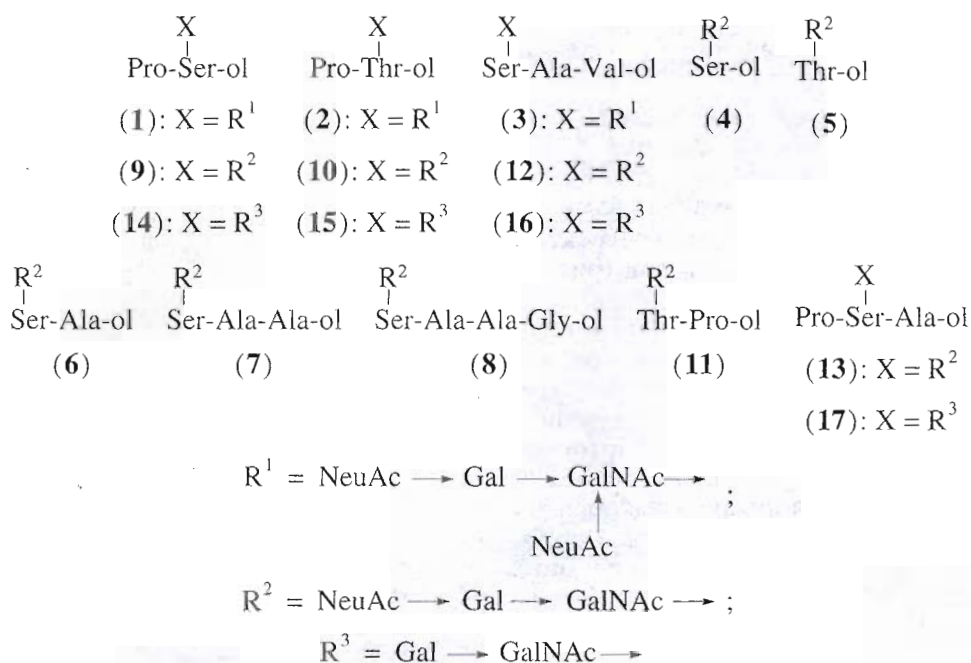 X X X R² R²
Pro-Ser-ol Pro-Thr-ol Ser-Ala-Val-ol Ser-ol Thr-ol
(1): X = R¹ (2): X = R¹ (3): X = R¹ (4) (5)
(9): X = R² (10): X = R² (12): X = R²
(14): X = R³ (15): X = R³ (16): X = R³
R² R² R² R² X
Ser-Ala-ol Ser-Ala-Ala-ol Ser-Ala-Ala-Gly-ol Thr-Pro-ol Pro-Ser-Ala-ol
(6) (7) (8) (11) (13): X = R²
(17): X = R³
R¹ = NeuAc → Gal → GalNAc → ;
↑
NeuAc
R² = NeuAc → Gal → GalNAc → ;
R³ = Gal → GalNAc →